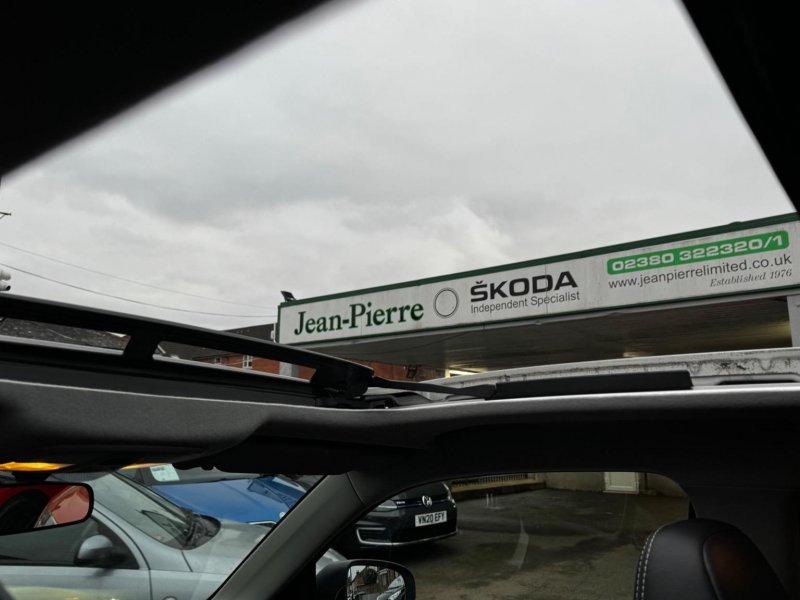 Jean-Pierre
ŠKODA
Independent Specialist
02380 322320/1
www.jeanpierrelimited.co.uk
Established 1976
VN20 EFY